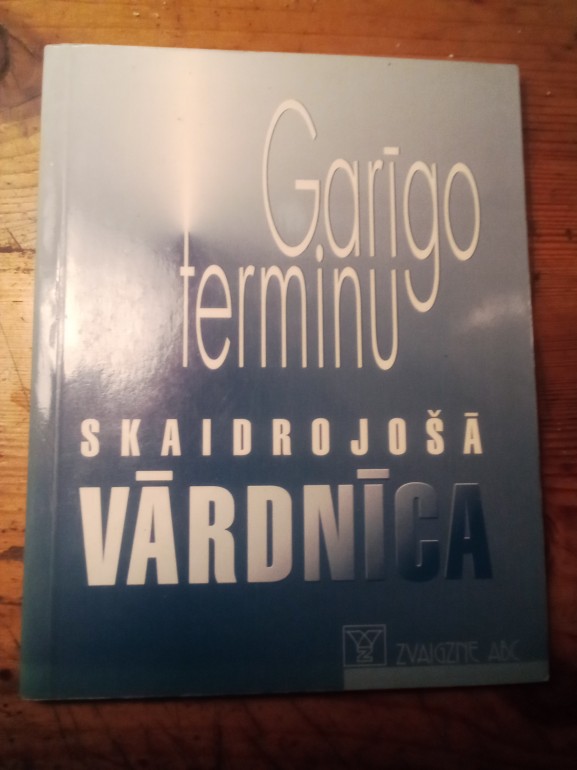 Garīgo
terminu
SKAIDROJOŠĀ
VĀRDNĪCA
ZVAIGZNE ABC